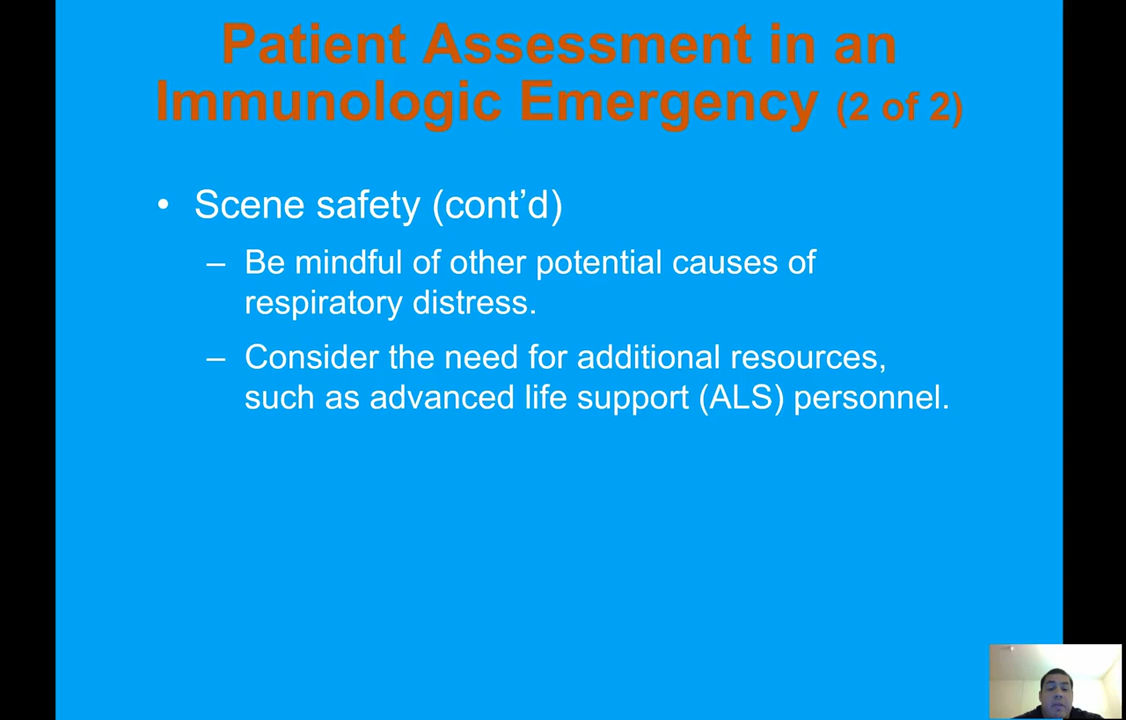 Patient Assessment in an
Immunologic Emergency (2 of 2)
• Scene safety (cont’d)
– Be mindful of other potential causes of
respiratory distress.
– Consider the need for additional resources,
such as advanced life support (ALS) personnel.